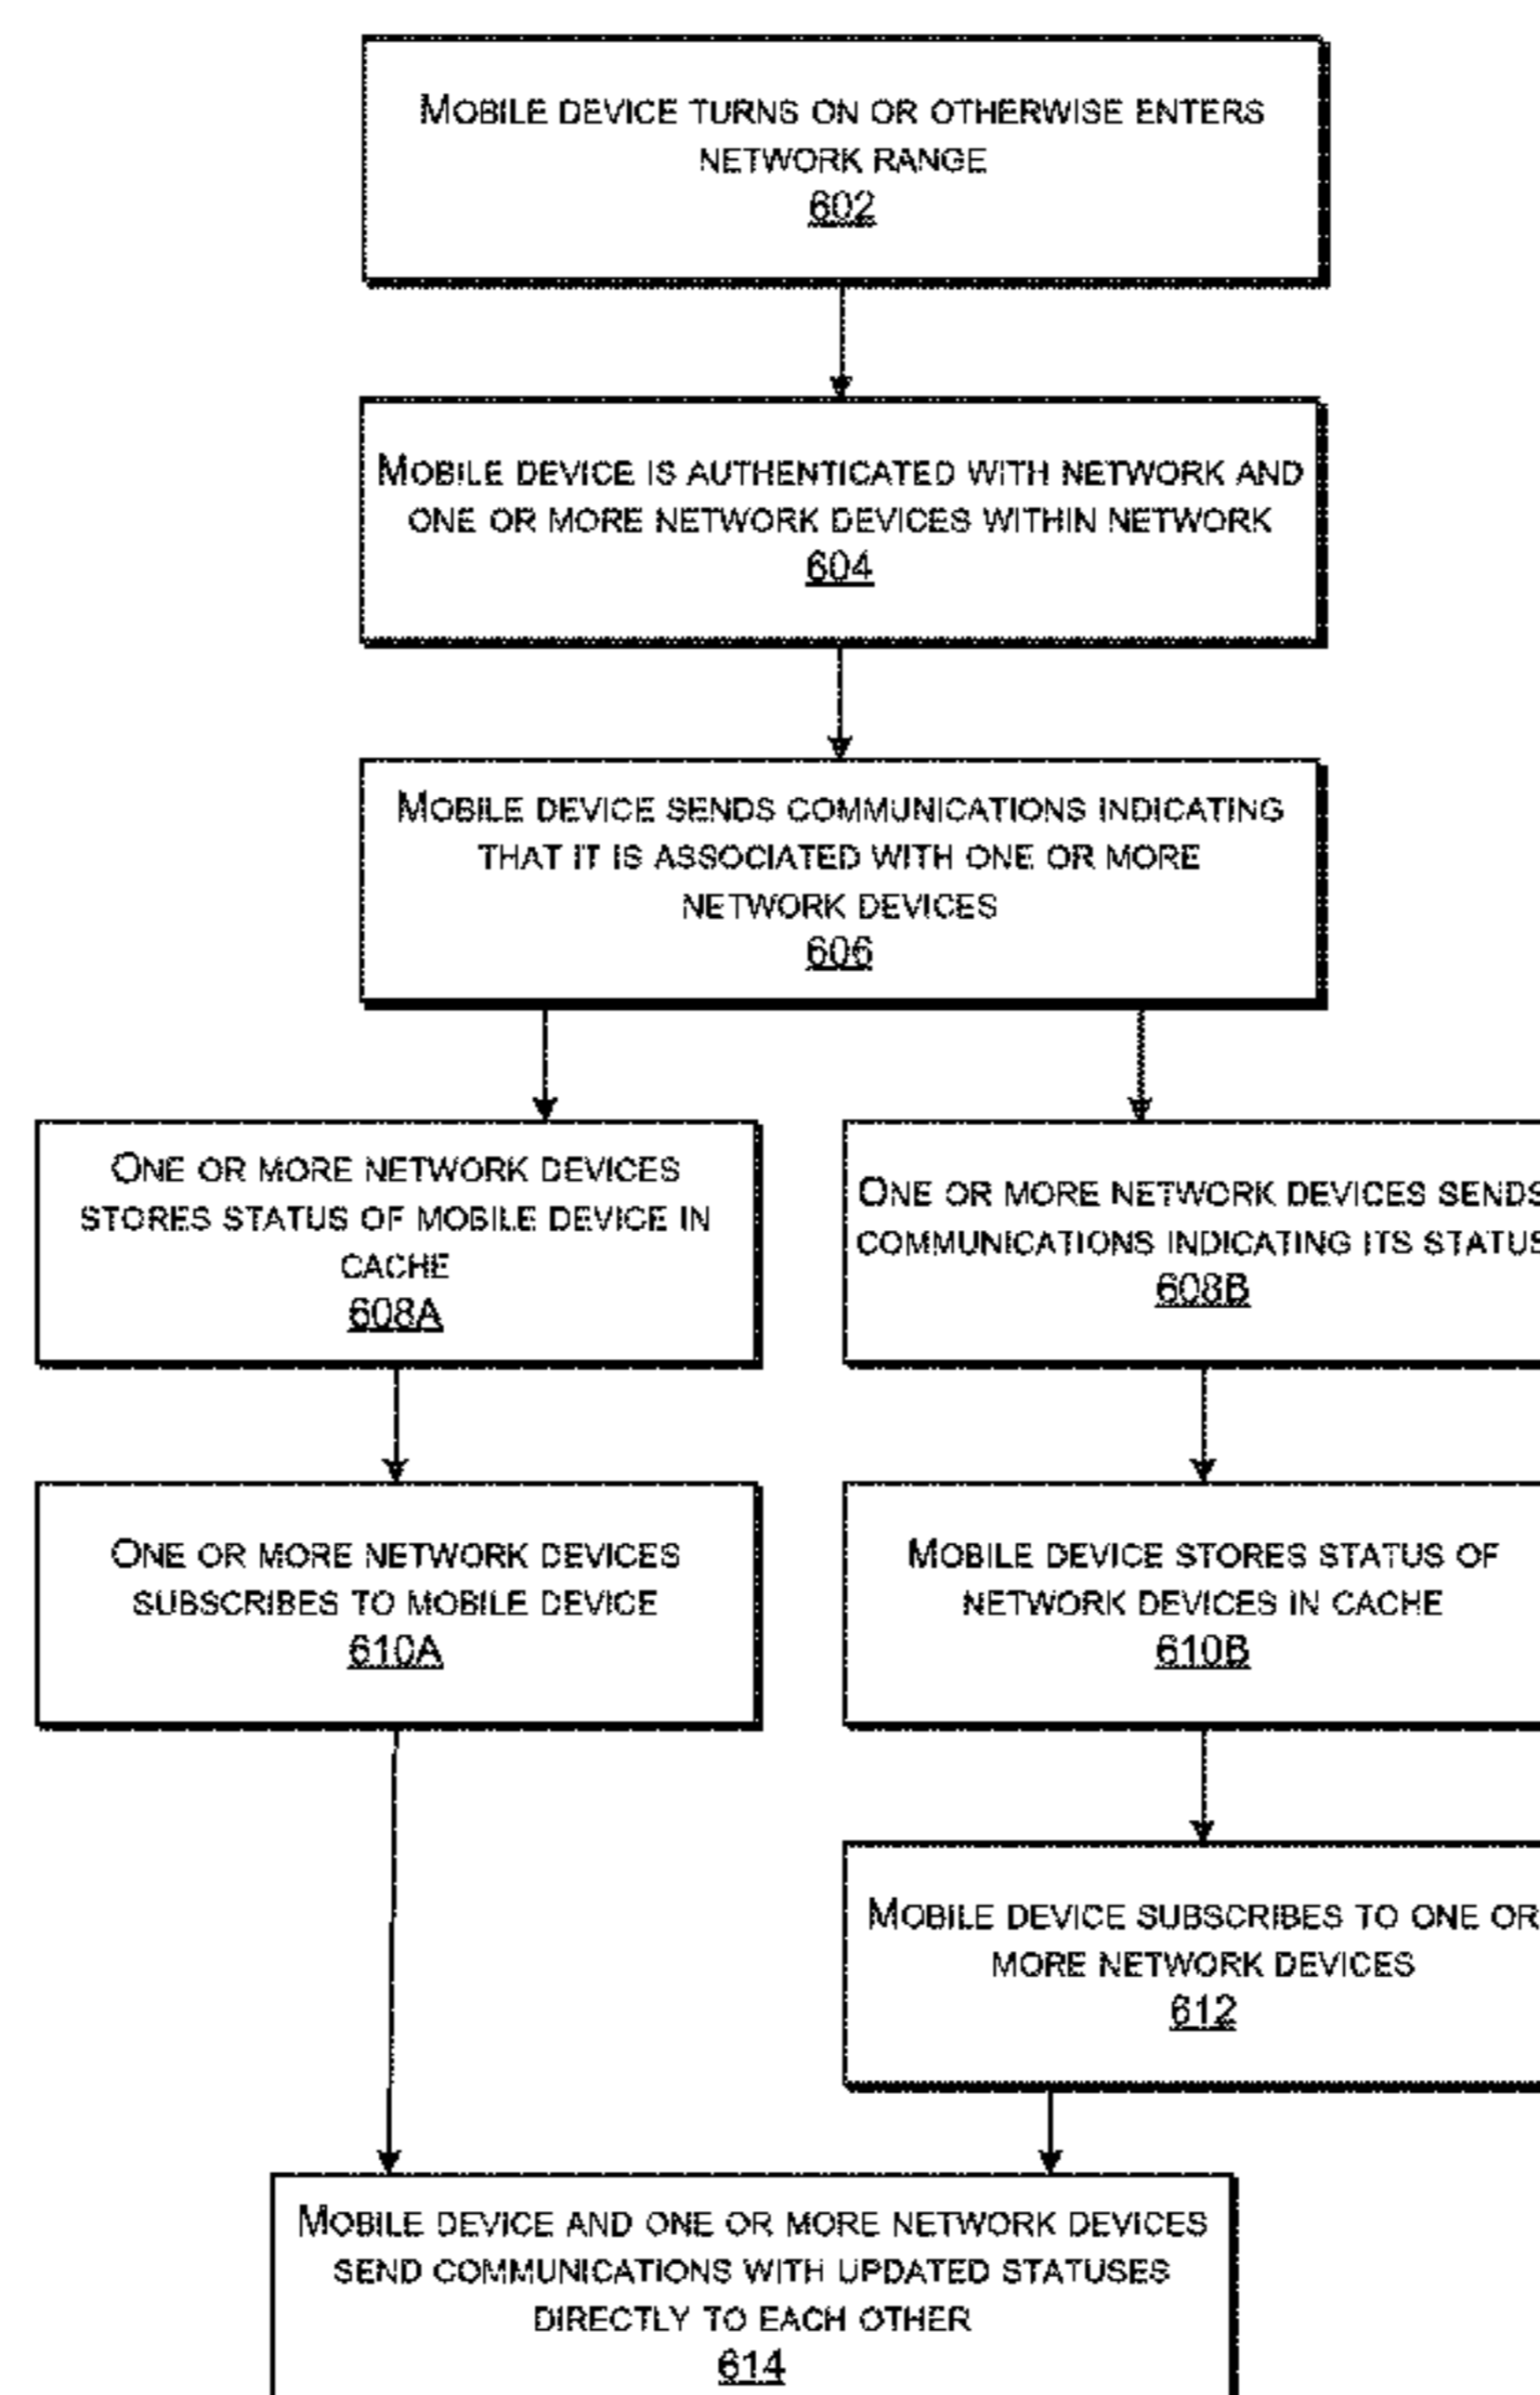 MOBILE DEVICE TURNS ON OR OTHERWISE ENTERS
NETWORK RANGE
602
MOBILE DEVICE IS AUTHENTICATED WITH NETWORK AND
ONE OR MORE NETWORK DEVICES WITHIN NETWORK
604
MOBILE DEVICE SENDS COMMUNICATIONS INDICATING
THAT IT IS ASSOCIATED WITH ONE OR MORE
NETWORK DEVICES
606
ONE OR MORE NETWORK DEVICES
STORES STATUS OF MOBILE DEVICE IN
CACHE
608A
ONE OR MORE NETWORK DEVICES SENDS
COMMUNICATIONS INDICATING ITS STATUS
608B
ONE OR MORE NETWORK DEVICES
SUBSCRIBES TO MOBILE DEVICE
610A
MOBILE DEVICE STORES STATUS OF
NETWORK DEVICES IN CACHE
610B
MOBILE DEVICE SUBSCRIBES TO ONE OR
MORE NETWORK DEVICES
612
MOBILE DEVICE AND ONE OR MORE NETWORK DEVICES
SEND COMMUNICATIONS WITH UPDATED STATUSES
DIRECTLY TO EACH OTHER
614